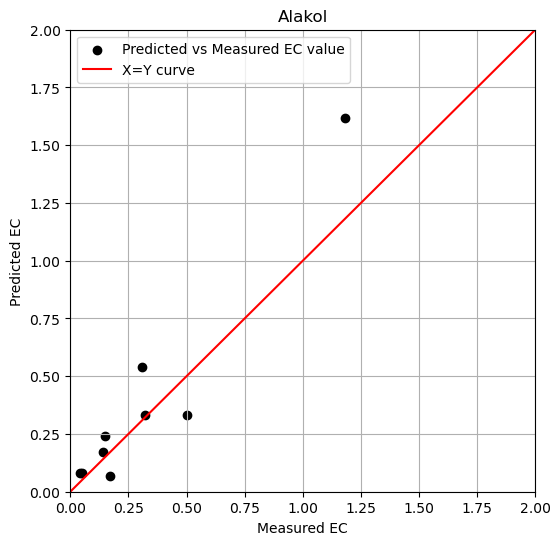 Alakol
Predicted vs Measured EC value
X=Y curve
2.00
1.75
1.50
1.25
1.00
0.75
0.50
0.25
0.00
Predicted EC
0.00 0.25 0.50 0.75 1.00 1.25 1.50 1.75 2.00
Measured EC